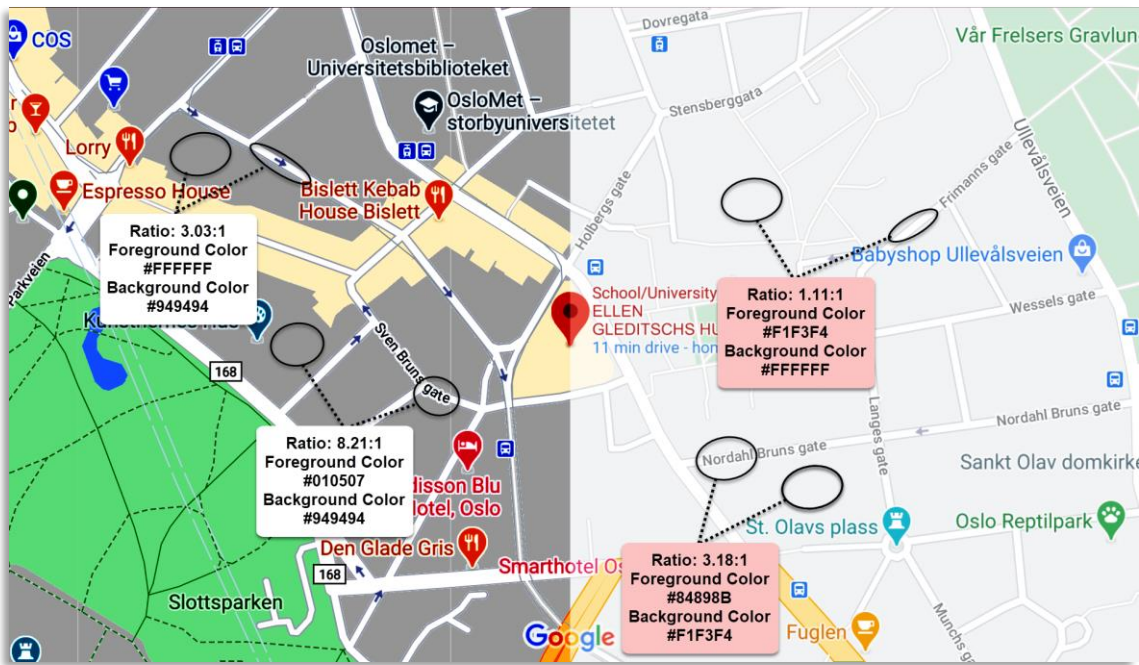 COS
Oslomet –
Universitetsbiblioteket
OsloMet –
storbyuniversitetet
Lorry
Espresso House
Bislett Kebab
House Bislett
Ratio: 3.03:1
Foreground Color
#FFFFFF
Background Color
#949494
Parkveien
168
Sven Bruns gate
Ratio: 8.21:1
Foreground Color
#010507
Background Color
#949494
disson Blu
otel, Oslo
Den Glade Gris
Smarthotel Os
168
Slottsparken
Google
Dovregata
Vår Frelsers Gravlun
Stensberggata
Ullevålsveien
Frimanns gate
Holbergs gate
Babyshop Ullevålsveien
School/University
ELLEN
GLEDITSCHS HU
11 min drive - hom
Ratio: 1.11:1
Foreground Color
#F1F3F4
Background Color
#FFFFFF
Wessels gate
Langes gate
Nordahl Bruns gate
Nordahl Bruns gate
Sankt Olav domkirke
St. Olavs plass
Oslo Reptilpark
Ratio: 3.18:1
Foreground Color
#84898B
Background Color
#F1F3F4
Fuglen
Munchs ga